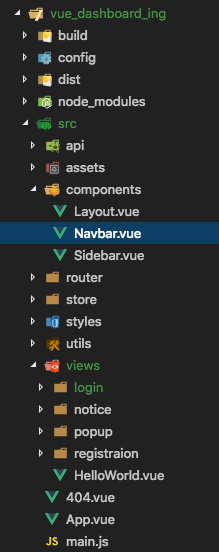 vue_dashboard_ing
build
config
dist
node_modules
src
api
assets
components
Layout.vue
Navbar.vue
Sidebar.vue
router
store
styles
utils
views
login
notice
popup
registraion
HelloWorld.vue
404.vue
App.vue
JS main.js